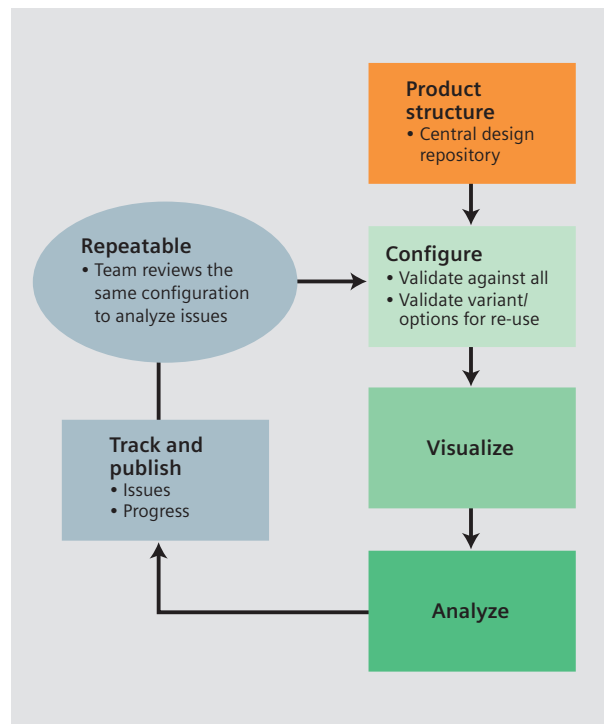 Product
structure
• Central design
repository
Repeatable
• Team reviews the
same configuration
to analyze issues
Configure
• Validate against all
• Validate variant/
options for re-use
Visualize
Track and
publish
• Issues
• Progress
Analyze